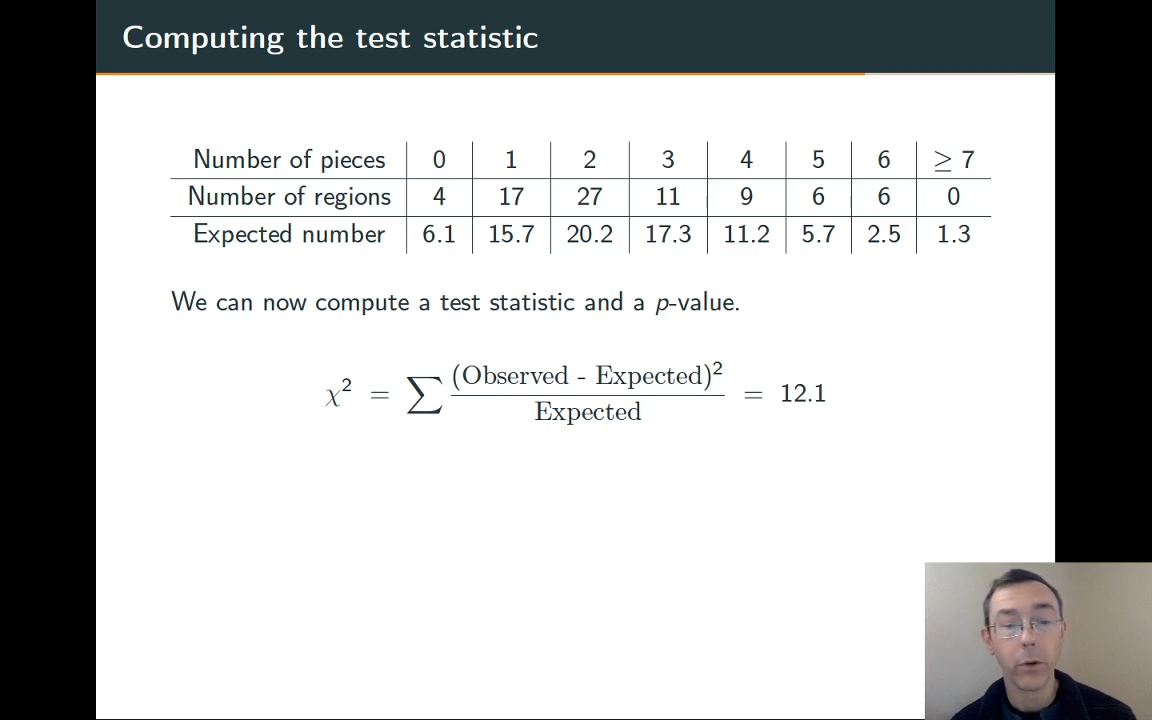 Computing the test statistic
Number of pieces 0 1 2 3 4 5 6 ≥ 7
Number of regions 4 17 27 11 9 6 6 0
Expected number 6.1 15.7 20.2 17.3 11.2 5.7 2.5 1.3
We can now compute a test statistic and a p-value.
χ² = ∑ (Observed - Expected)² / Expected = 12.1